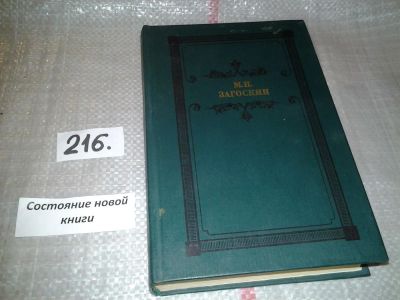 М.Н.
ЗАГОСКИН
216.
Состояние новой
книги